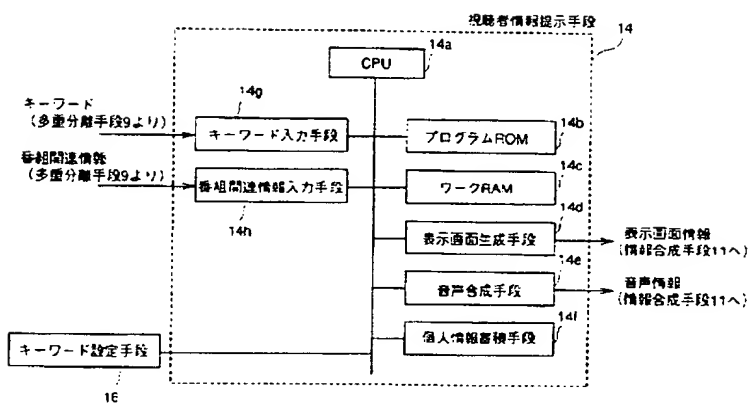 視聴者情報提示手段
14
14a
CPU
14g
キーワード
(多重分離手段9より)
キーワード入力手段
14b
プログラムROM
番組関連情報
(多重分離手段9より)
番組関連情報入力手段
14h
14c
ワークRAM
14d
表示画面生成手段
表示画面情報
(情報合成手段11へ)
14e
音声合成手段
音声情報
(情報合成手段11へ)
14f
個人情報蓄積手段
キーワード設定手段
16